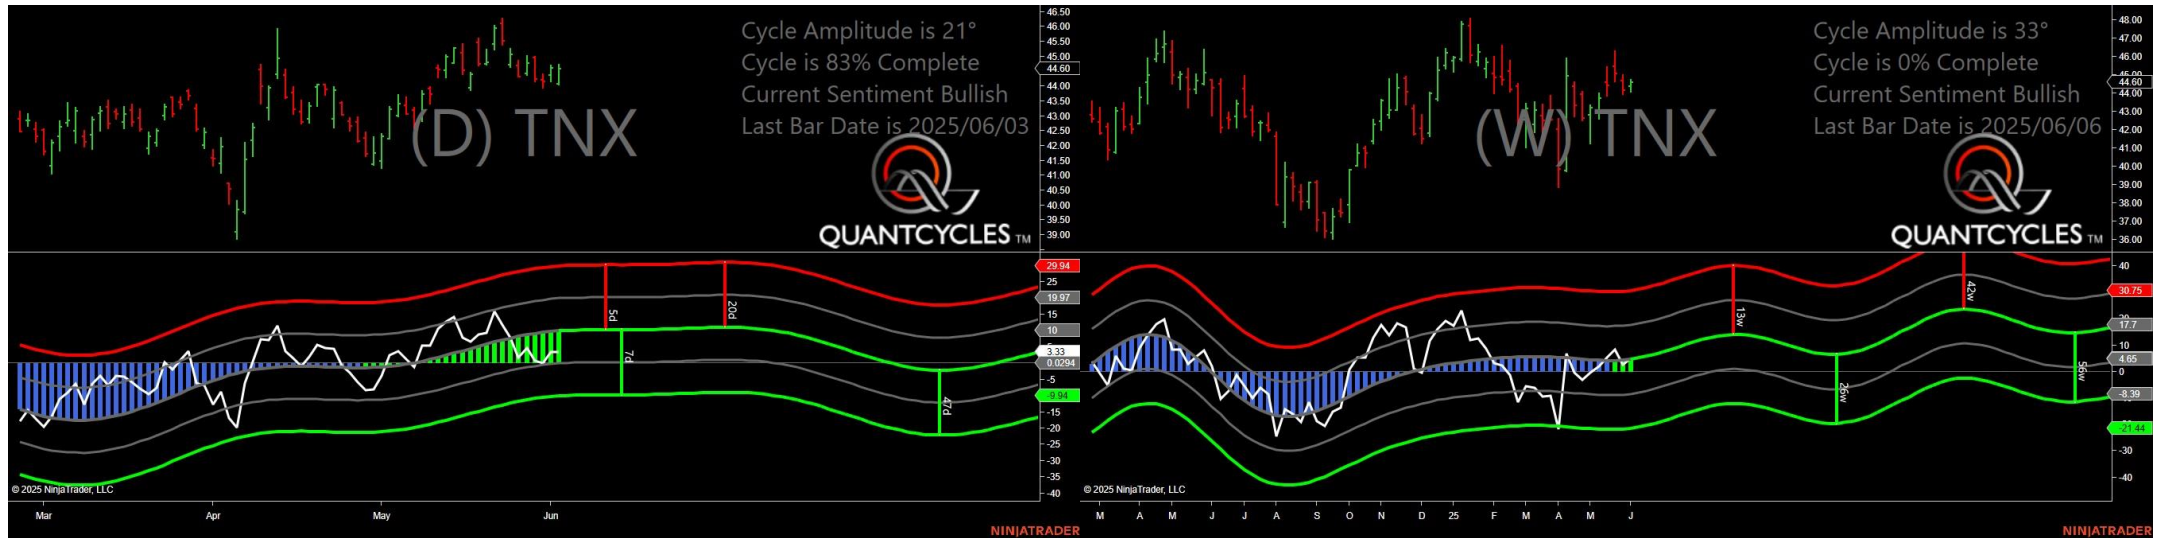 Cycle Amplitude is 21°
Cycle is 83% Complete
Current Sentiment Bullish
Last Bar Date is 2025/06/03
(D) TNX
QUANTCYCLES TM
46.50
46.00
45.50
45.00
44.60
44.00
43.50
43.00
42.50
42.00
41.50
41.00
40.50
40.00
39.50
39.00
29.94
25
19.97
15
10
3.33
0.0294
-5
-9.94
-15
-20
-25
-30
-35
-40
5d
20d
7d
47d
© 2025 NinjaTrader, LLC
Mar Apr May Jun
NINJATRADER
Cycle Amplitude is 33°
Cycle is 0% Complete
Current Sentiment Bullish
Last Bar Date is 2025/06/06
(W) TNX
QUANTCYCLES TM
48.00
47.00
46.00
44.60
44.00
43.00
42.00
41.00
40.00
39.00
38.00
37.00
36.00
40
30.75
17.7
10
4.65
0
-8.39
-21.44
-30
-40
13w
42w
26w
56w
© 2025 NinjaTrader, LLC
M A M J J A S O N D 25 F M A M J
NINJATRADER